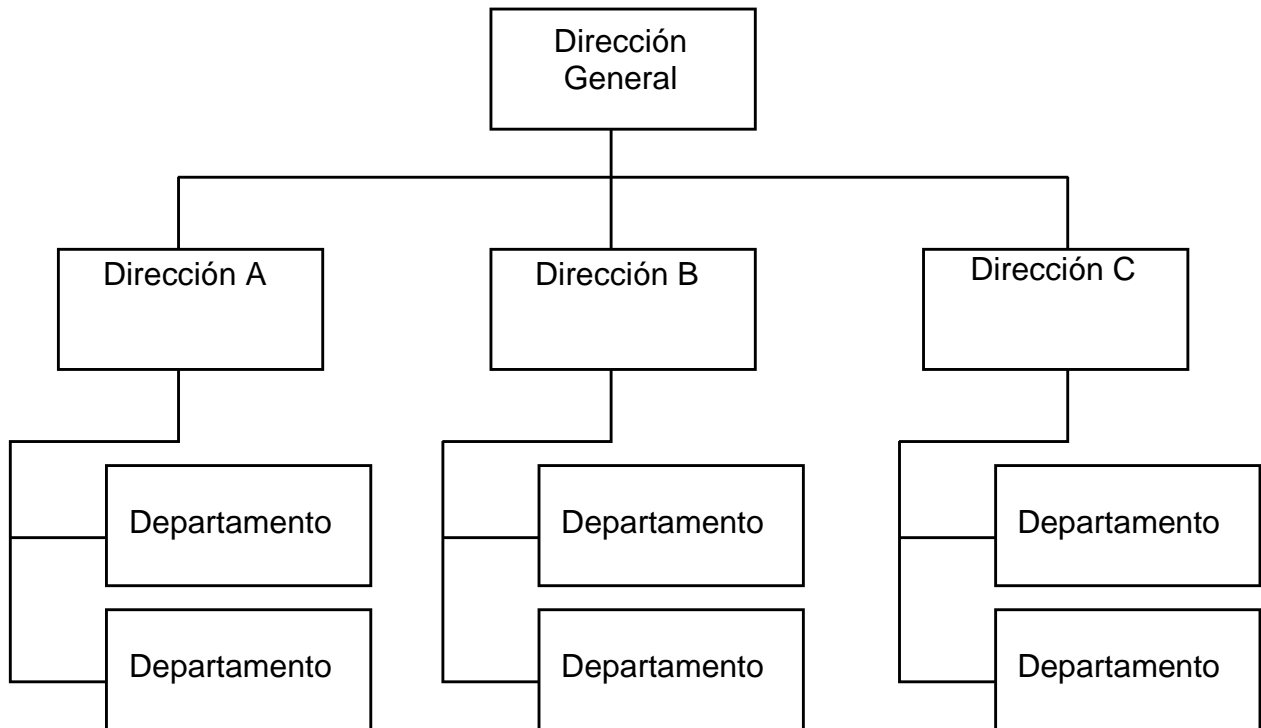 Dirección
General
Dirección A
Dirección B
Dirección C
Departamento
Departamento
Departamento
Departamento
Departamento
Departamento